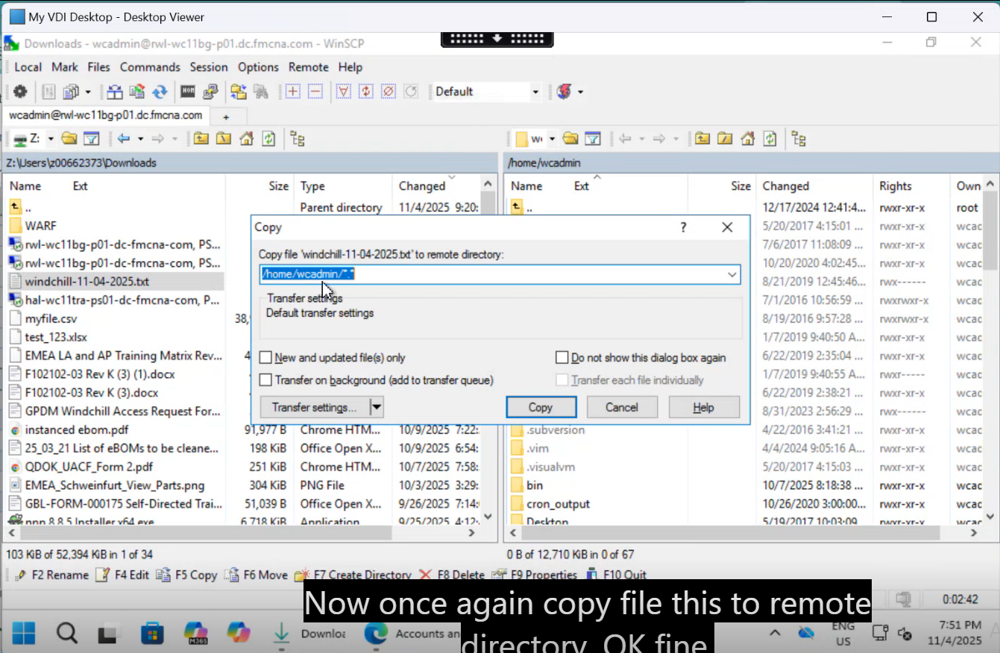 My VDI Desktop - Desktop Viewer
Downloads - wcadmin@rwl-wc11bg-p01.dc.fmcna.com - WinSCP
Local Mark Files Commands Session Options Remote Help
Default
wcadmin@rwl-wc11bg-p01.dc.fmcna.com +
Z:
Z:\Users\z00662373\Downloads /home/wcadmin
Name Ext Size Type Changed Name Ext Size Changed Rights Own
.. Parent directory 11/4/2025 9:20: .. 12/17/2024 12:41:4... rwxr-xr-x root
WARF 5/20/2017 4:15:01 ... rwxr-xr-x wcac
rwl-wc11bg-p01-dc-fmcna-com, PS... 7/6/2017 11:08:09 ... rwxr-xr-x wcac
rwl-wc11bg-p01-dc-fmcna-com, PS... 10/20/2020 4:02:45... rwxr-xr-x wcac
windchill-11-04-2025.txt 8/21/2019 12:45:46... rwx------ wcac
hal-wc11tra-ps01-dc-fmcna-com, P... 7/1/2016 10:56:59 ... rwxrwxr-x wcac
myfile.csv 38, 8/19/2016 9:57:28 ... rwxrwxr-x wcac
test_123.xlsx 1/7/2019 9:40:50 A... rwxr-xr-x wcac
EMEA LA and AP Training Matrix Rev... 4 6/22/2019 2:35:04 ... rwxr-xr-x wcac
F102102-03 Rev K (3) (1).docx 1/7/2019 9:40:55 A... rwxr----- wcac
F102102-03 Rev K (3).docx 6/22/2019 2:38:21 ... rwxr-xr-x wcac
GPDM Windchill Access Request For... 8/31/2023 2:56:29 ... rwx------ wcac
instanced ebom.pdf 91,977 B Chrome HTM... 10/9/2025 7:22: .subversion 4/22/2016 3:41:21 ... rwxr-xr-x wcac
25_03_21 List of eBOMs to be cleane... 198 KiB Office Open X... 10/9/2025 6:54: .vim 4/4/2024 9:05:16 A... rwxr-xr-x wcac
QDOK_UACF_Form 2.pdf 251 KiB Chrome HTM... 10/7/2025 7:58: .visualvm 5/20/2017 4:15:03 ... rwxr-xr-x wcac
EMEA_Schweinfurt_View_Parts.png 304 KiB PNG File 10/3/2025 3:29: bin 10/7/2025 8:18:38 ... rwxr-xr-x wcac
GBL-FORM-000175 Self-Directed Trai... 51,039 B Office Open X... 9/26/2025 7:14: cron_output 10/26/2020 3:00:00... rwxr-xr-x wcac
npp.8.8.5.Installer.x64.exe 6,718 KiB Application 9/25/2025 4:12: Desktop 5/19/2017 10:03:09 rwxr-xr-x wcac
Copy ?
Copy file 'windchill-11-04-2025.txt' to remote directory:
/home/wcadmin/*.*
Transfer settings
Default transfer settings
New and updated file(s) only Do not show this dialog box again
Transfer on background (add to transfer queue) Transfer each file individually
Transfer settings... Copy Cancel Help
103 KiB of 52,394 KiB in 1 of 34 0 B of 12,710 KiB in 0 of 67
F2 Rename F4 Edit F5 Copy F6 Move F7 Create Directory F8 Delete F9 Properties F10 Quit
0:02:42
Now once again copy file this to remote
directory. OK fine.
M365 Downloa Accounts an
ENG
US
7:51 PM
11/4/2025